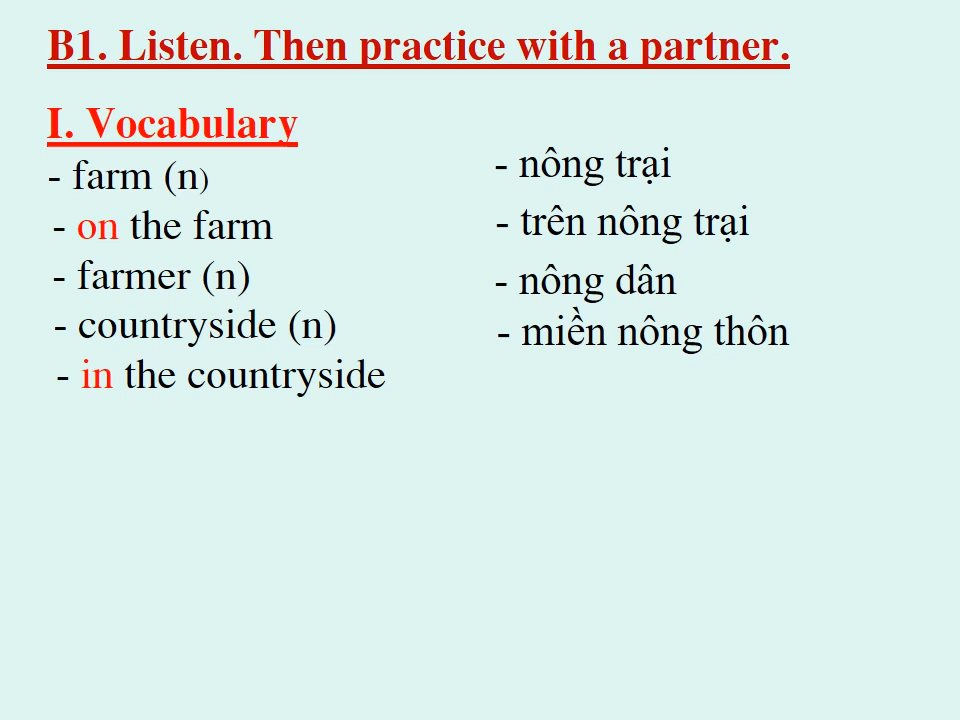 B1. Listen. Then practice with a partner.
I. Vocabulary
- farm (n)
- on the farm
- farmer (n)
- countryside (n)
- in the countryside
- nông trại
- trên nông trại
- nông dân
- miền nông thôn